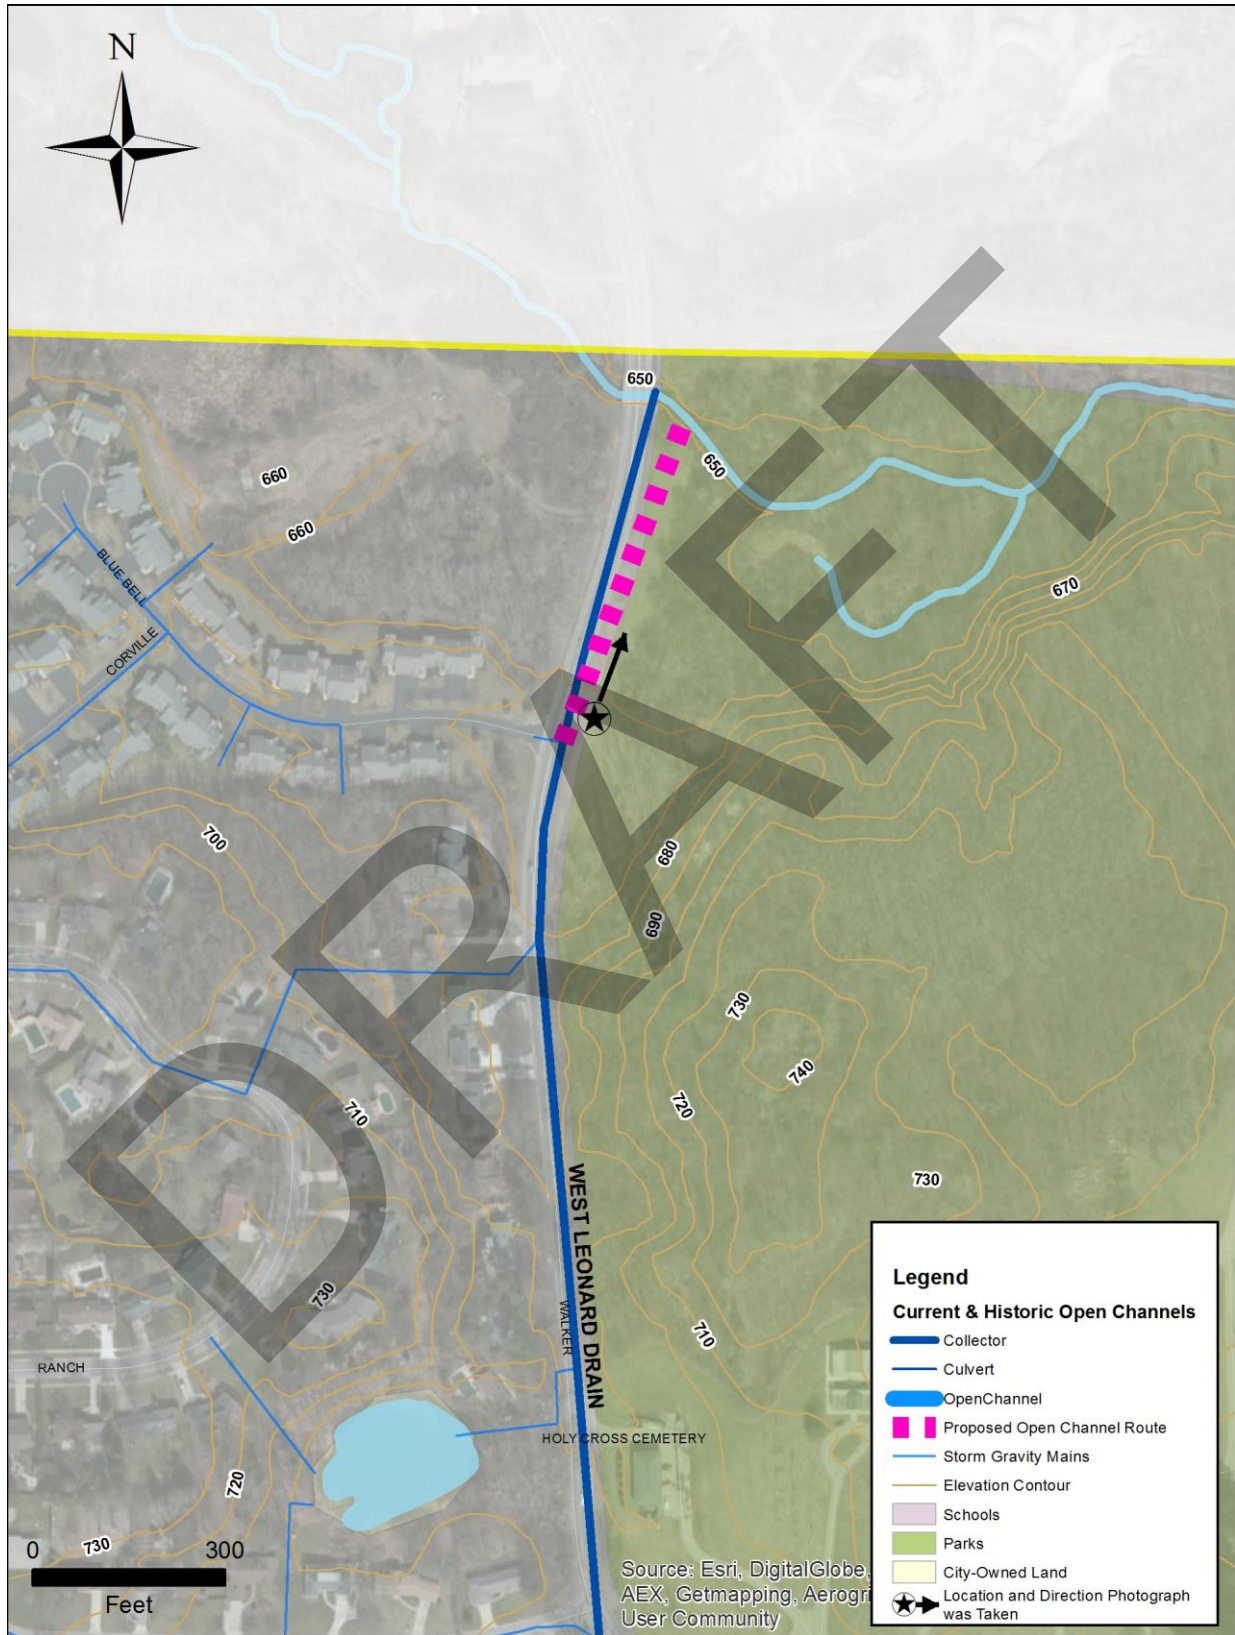 N
650
650
660
660
670
BLUE BELL
CORVILLE
700
680
690
730
740
720
710
730
WEST LEONARD DRAIN
WALKER
730
710
RANCH
HOLY CROSS CEMETERY
720
730
0 300
Feet
Source: Esri, DigitalGlobe,
AEX, Getmapping, Aerogri
User Community
DRAFT
Legend
Current & Historic Open Channels
Collector
Culvert
OpenChannel
Proposed Open Channel Route
Storm Gravity Mains
Elevation Contour
Schools
Parks
City-Owned Land
Location and Direction Photograph
was Taken